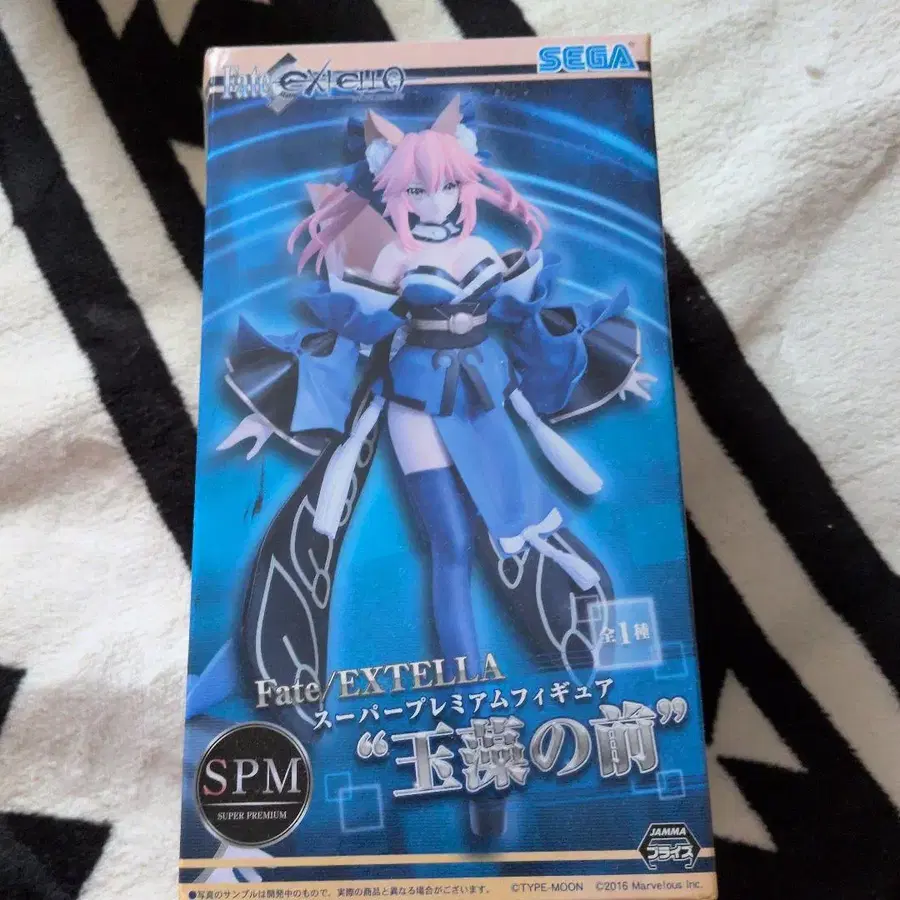 Fate/EXTELLA
SEGA
全1種
Fate/EXTELLA
スーパープレミアムフィギュア
“玉藻の前”
SPM
SUPER PREMIUM
JAMMA
プライズ
●写真のサンプルは開発中のもので、実際の商品と異なる場合がございます。
©TYPE-MOON ©2016 Marvelous Inc.